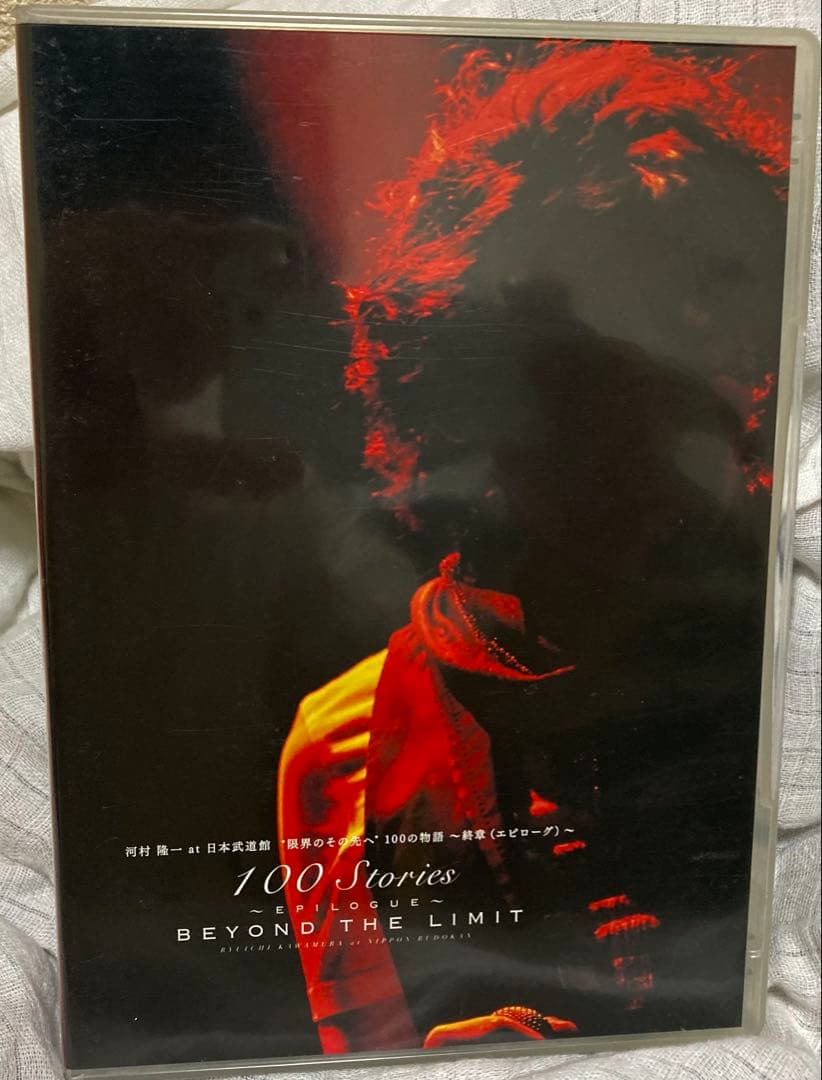 河村 隆一 at 日本武道館 "限界のその先へ" 100の物語 〜終章(エピローグ)〜
100 Stories
〜EPILOGUE〜
BEYOND THE LIMIT
RYUICHI KAWAMURA at NIPPON BUDOKAN